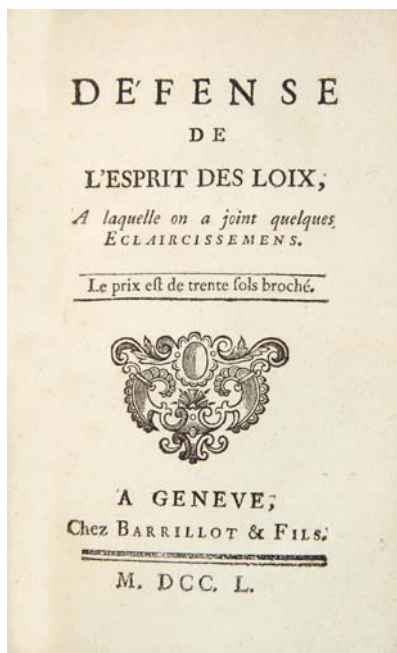 DÉFENSE
DE
L'ESPRIT DES LOIX,
A laquelle on a joint quelques
ECLAIRCISSEMENS.
Le prix eſt de trente ſols broché.
A GENEVE,
Chez BARRILLOT & FILS.
M. DCC. L.